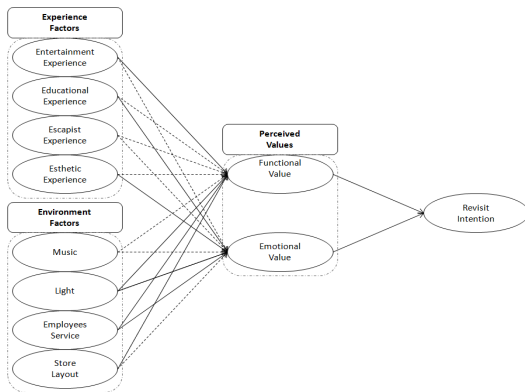 Experience
Factors
Entertainment
Experience
Educational
Experience
Escapist
Experience
Esthetic
Experience
Environment
Factors
Music
Light
Employees
Service
Store
Layout
Perceived
Values
Functional
Value
Emotional
Value
Revisit
Intention